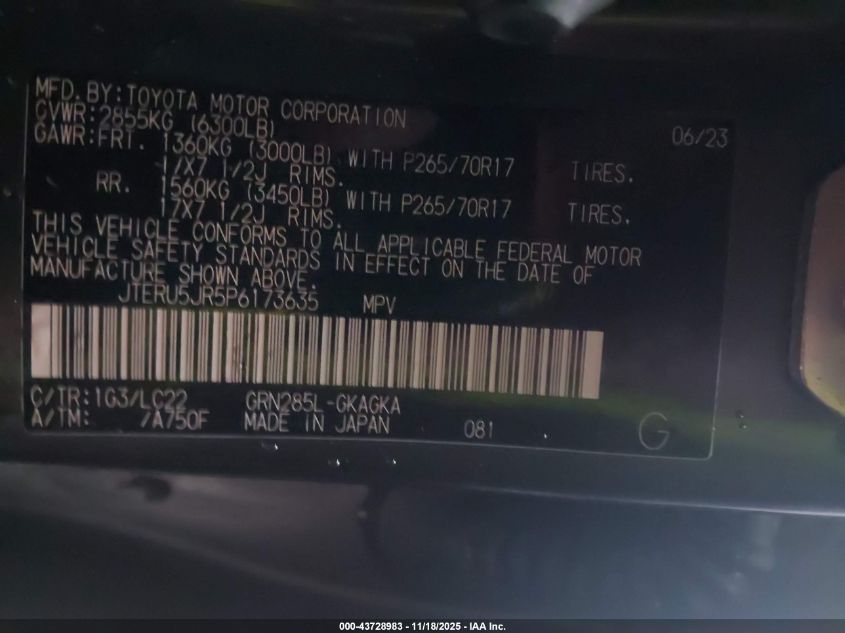 MFD. BY: TOYOTA MOTOR CORPORATION 06/23
GVWR: 2855KG (6300LB)
GAWR: FRT. 1360KG (3000LB) WITH P265/70R17 TIRES.
17X7 1/2J RIMS.
RR. 1560KG (3450LB) WITH P265/70R17 TIRES.
17X7 1/2J RIMS.
THIS VEHICLE CONFORMS TO ALL APPLICABLE FEDERAL MOTOR
VEHICLE SAFETY STANDARDS IN EFFECT ON THE DATE OF
MANUFACTURE SHOWN ABOVE.
JTERU5JR5P6173635 MPV
C/TR: 1G3/LC22 GRN285L-GKAGKA
A/TM: /A750F MADE IN JAPAN 081 G
000-43728983 - 11/18/2025 - IAA Inc.